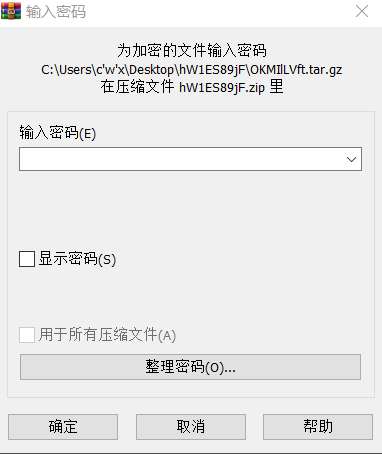 输入密码
为加密的文件输入密码
C:\Users\c'w'x\Desktop\hW1ES89jF\OKMIlLVft.tar.gz
在压缩文件 hW1ES89jF.zip 里
输入密码(E)
显示密码(S)
用于所有压缩文件(A)
整理密码(O)...
确定 取消 帮助